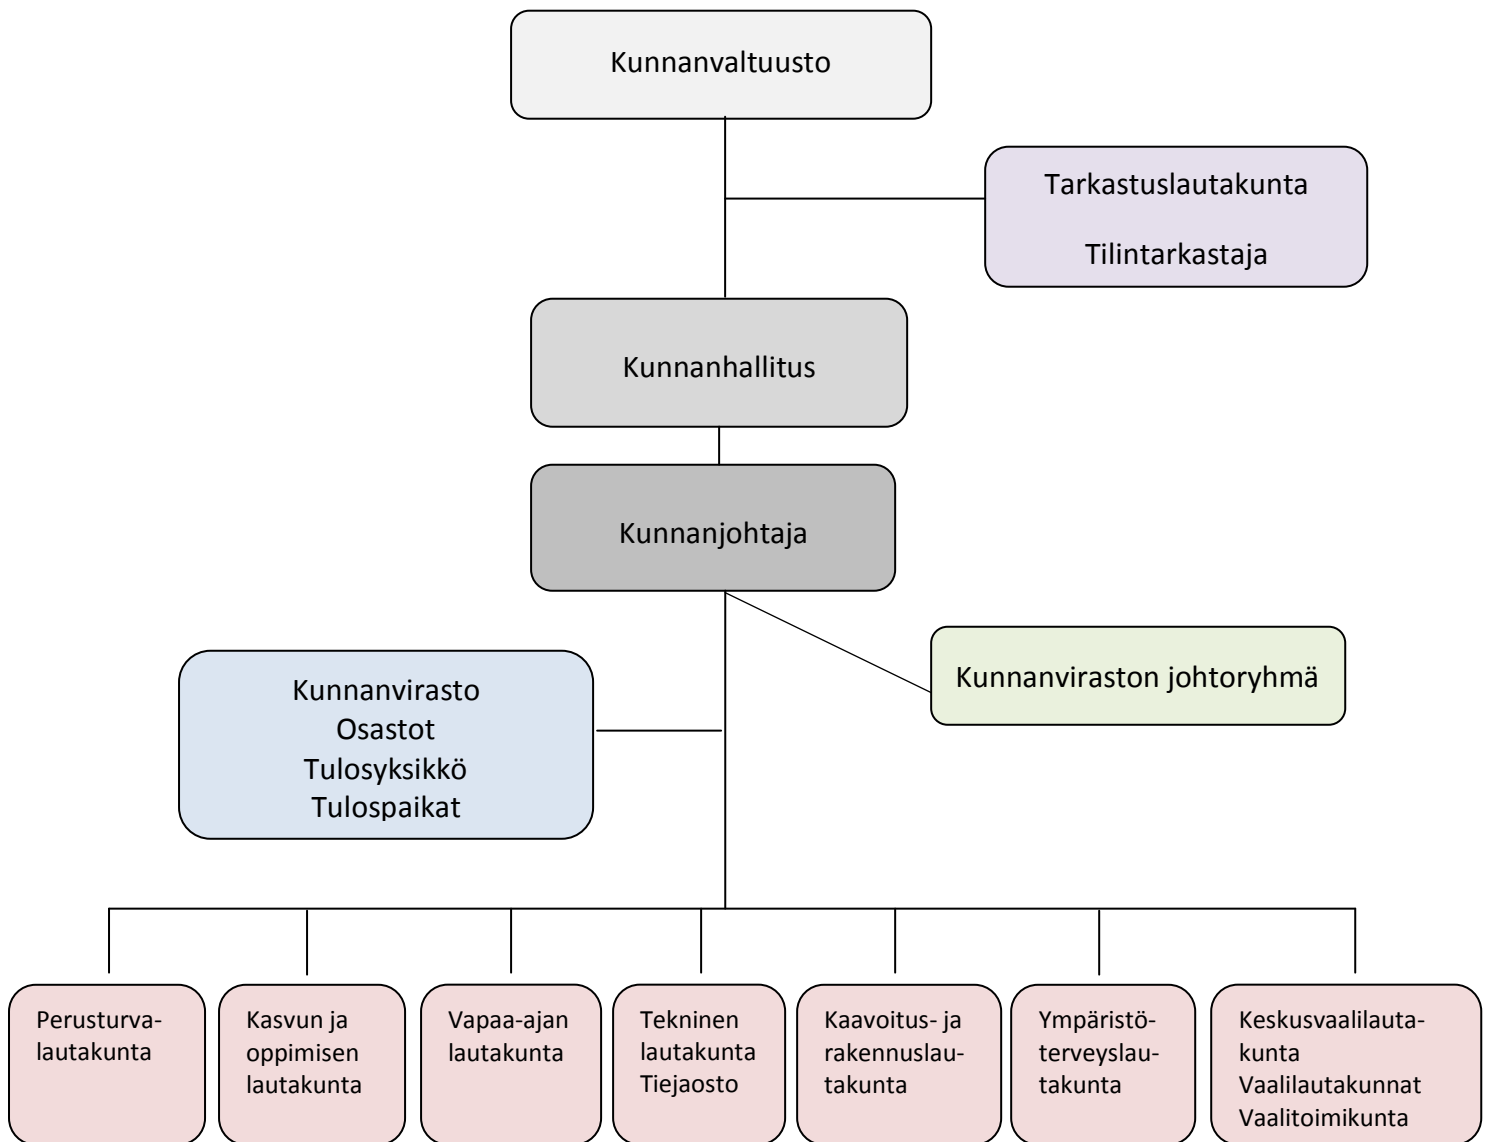 Kunnanvaltuusto
Tarkastuslautakunta
Tilintarkastaja
Kunnanhallitus
Kunnanjohtaja
Kunnanviraston johtoryhmä
Kunnanvirasto
Osastot
Tulosyksikkö
Tulospaikat
Perusturva-
lautakunta
Kasvun ja
oppimisen
lautakunta
Vapaa-ajan
lautakunta
Tekninen
lautakunta
Tiejaosto
Kaavoitus- ja
rakennuslau-
takunta
Ympäristö-
terveyslau-
takunta
Keskusvaalilauta-
kunta
Vaalilautakunnat
Vaalitoimikunta